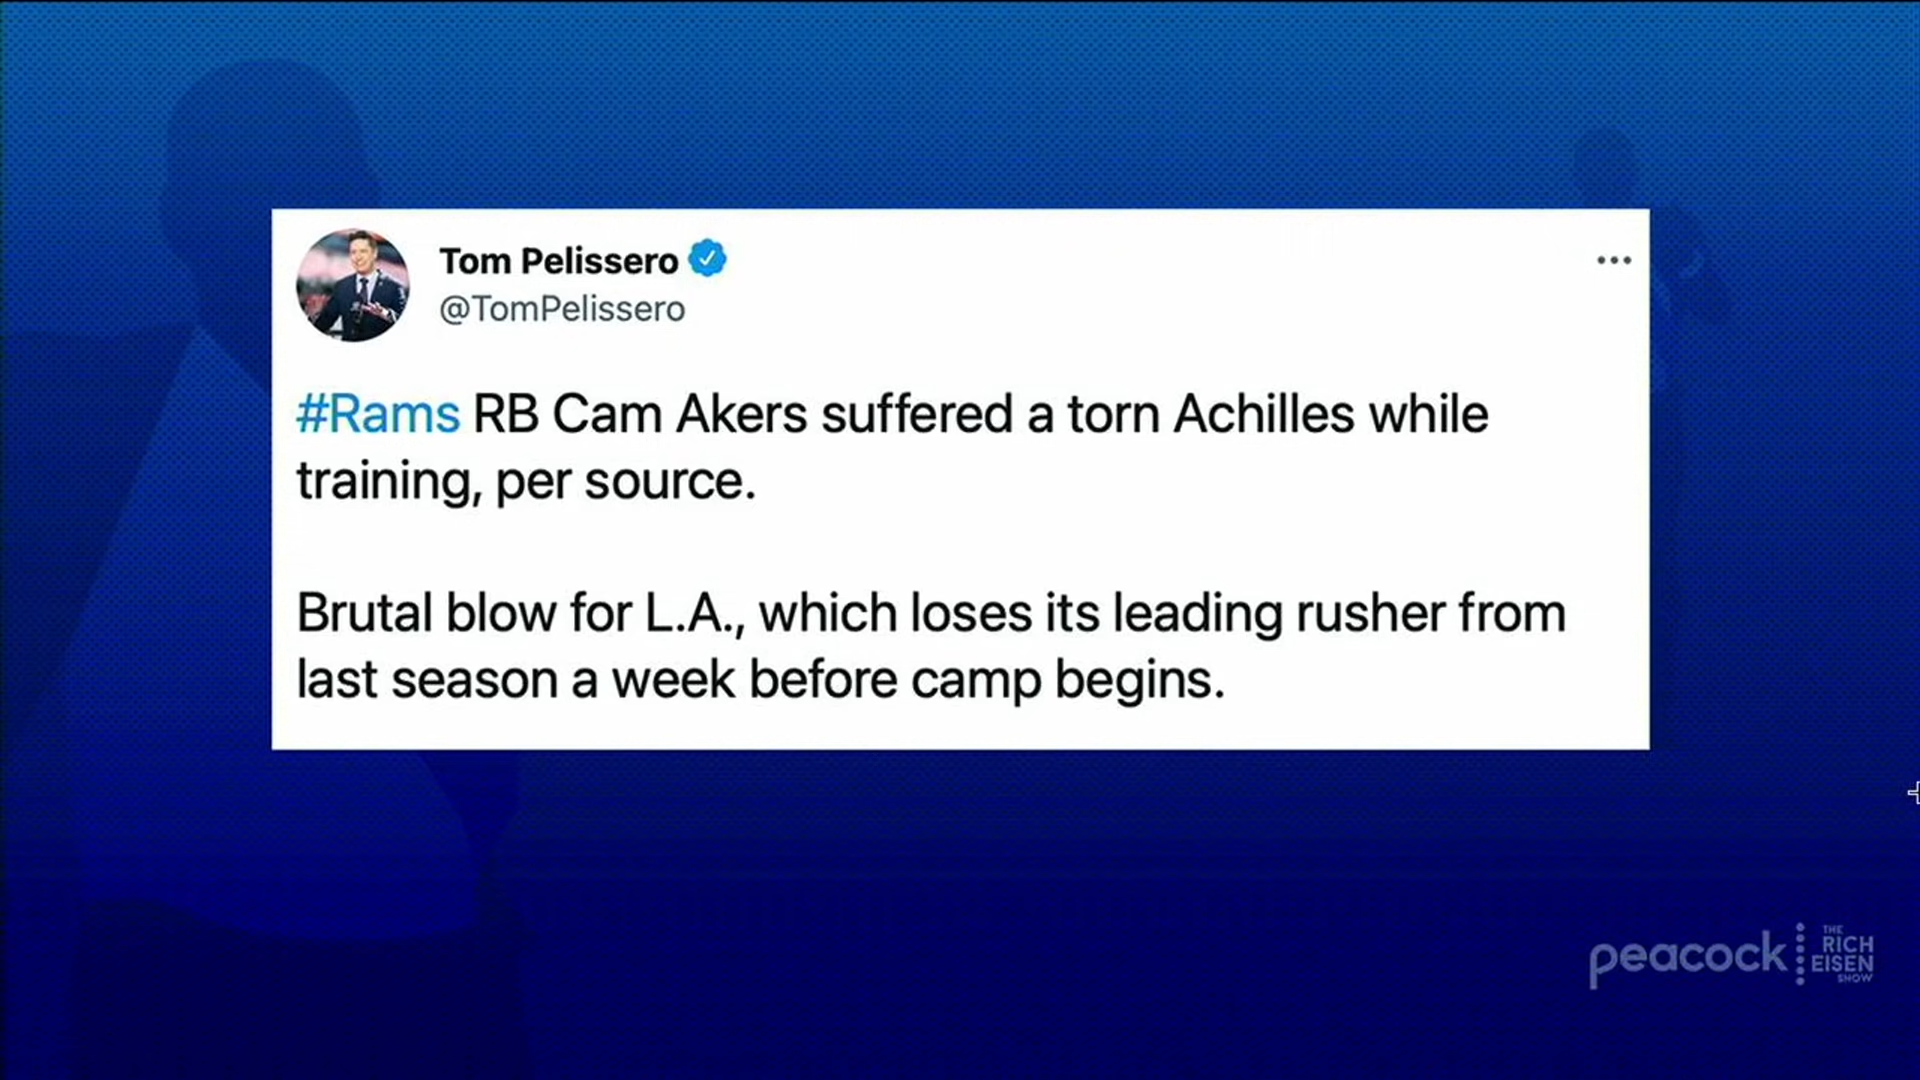 Tom Pelissero
@TomPelissero
#Rams RB Cam Akers suffered a torn Achilles while
training, per source.
Brutal blow for L.A., which loses its leading rusher from
last season a week before camp begins.
peacock
THE
RICH
EISEN
SHOW